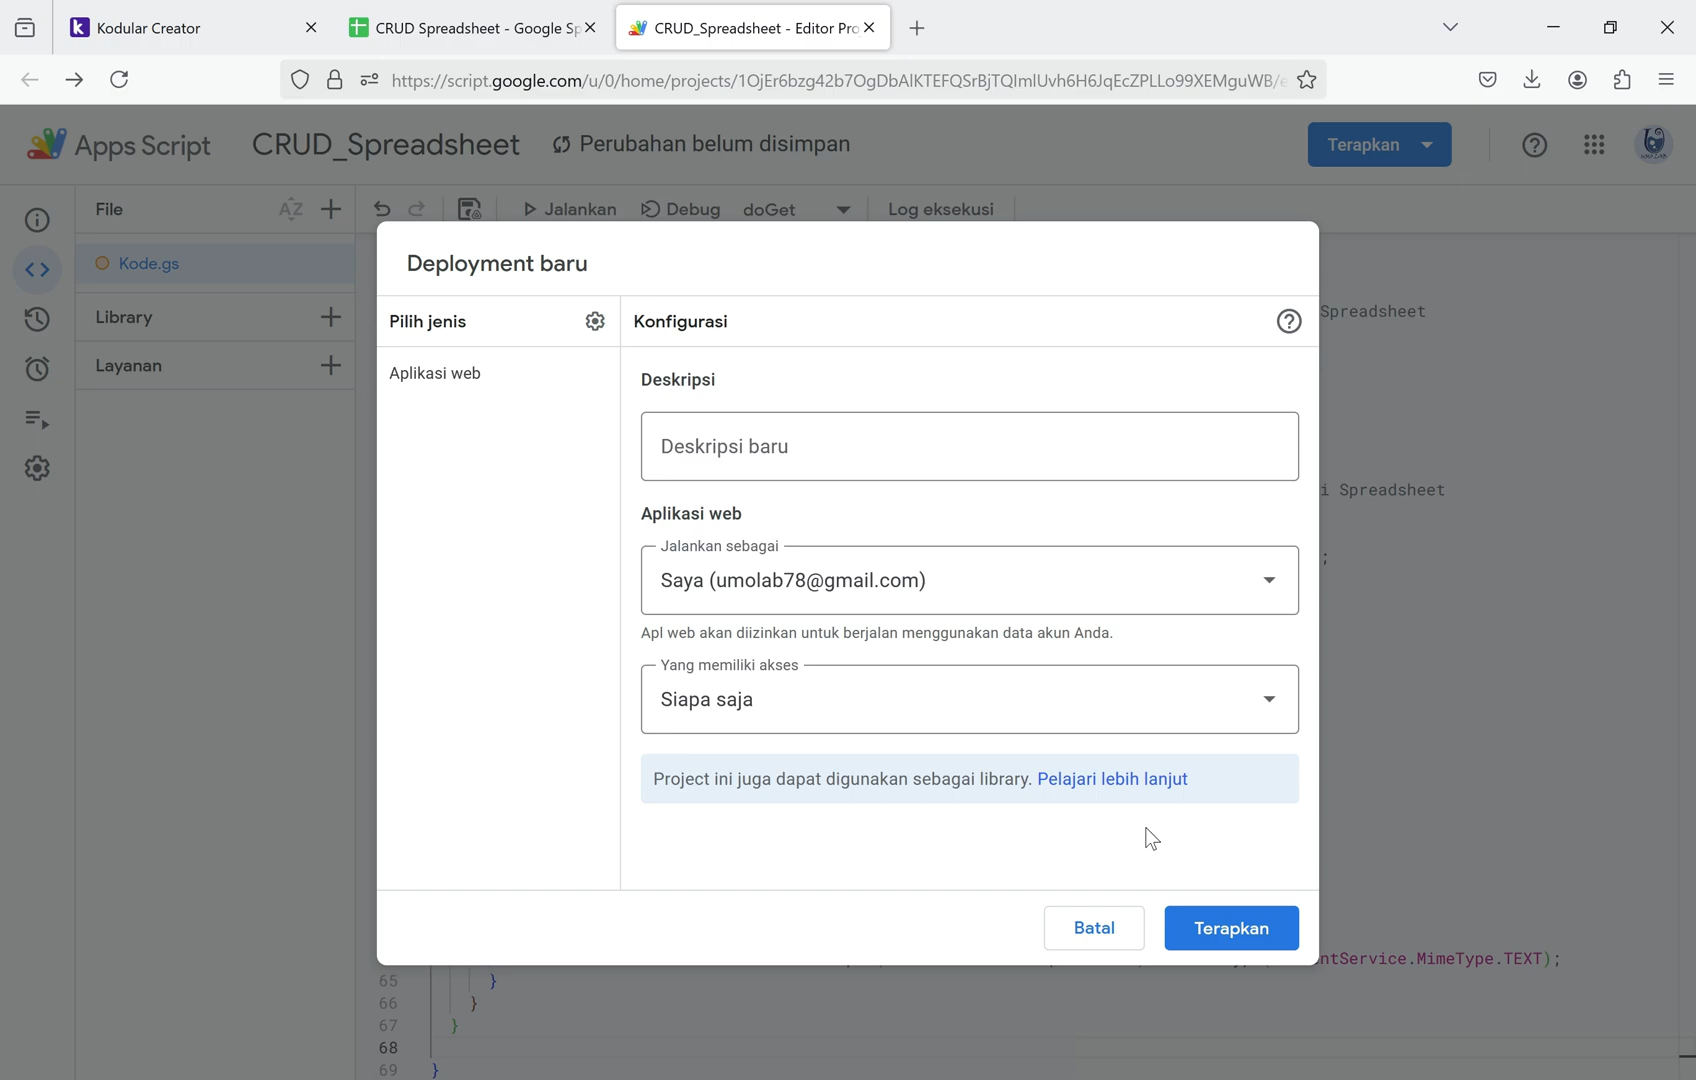 Kodular Creator
CRUD Spreadsheet - Google Sp
CRUD_Spreadsheet - Editor Pro
https://script.google.com/u/0/home/projects/1OjEr6bzg42b7OgDbAlKTEFQSrBjTQlmlUvh6H6JqEcZPLLo99XEMguWB/e
Apps Script
CRUD_Spreadsheet
Perubahan belum disimpan
Terapkan
File
AZ
Jalankan
Debug
doGet
Log eksekusi
Kode.gs
Library
Layanan
Deployment baru
Pilih jenis
Konfigurasi
Aplikasi web
Deskripsi
Deskripsi baru
Aplikasi web
Jalankan sebagai
Saya (umolab78@gmail.com)
Apl web akan diizinkan untuk berjalan menggunakan data akun Anda.
Yang memiliki akses
Siapa saja
Project ini juga dapat digunakan sebagai library. Pelajari lebih lanjut
Batal
Terapkan
Spreadsheet
i Spreadsheet
;
ntService.MimeType.TEXT);
65 }
66 }
67 }
68
69 }